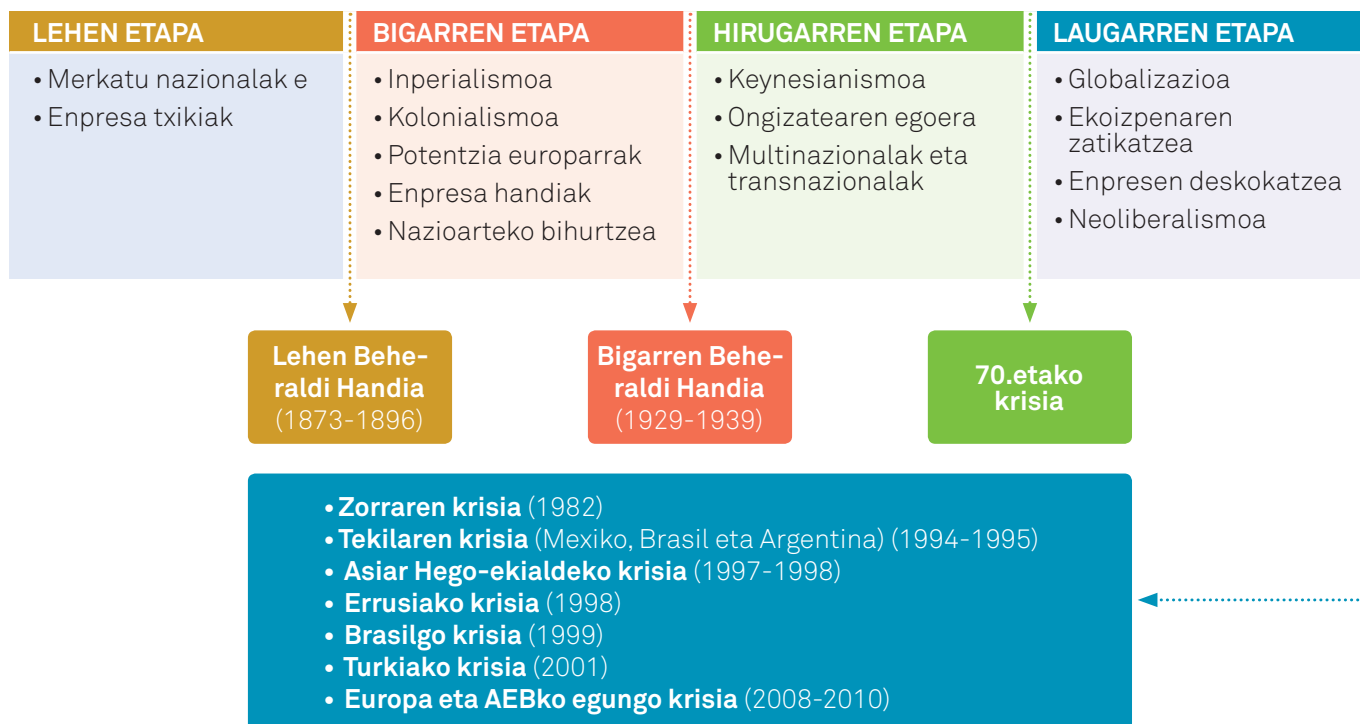 LEHEN ETAPA
• Merkatu nazionalak e
• Enpresa txikiak
BIGARREN ETAPA
• Inperialismoa
• Kolonialismoa
• Potentzia europarrak
• Enpresa handiak
• Nazioarteko bihurtzea
HIRUGARREN ETAPA
• Keynesianismoa
• Ongizatearen egoera
• Multinazionalak eta
transnazionalak
LAUGARREN ETAPA
• Globalizazioa
• Ekoizpenaren
zatikatzea
• Enpresen deskokatzea
• Neoliberalismoa
Lehen Behe-
raldi Handia
(1873-1896)
Bigarren Behe-
raldi Handia
(1929-1939)
70.etako
krisia
• Zorraren krisia (1982)
• Tekilaren krisia (Mexiko, Brasil eta Argentina) (1994-1995)
• Asiar Hego-ekialdeko krisia (1997-1998)
• Errusiako krisia (1998)
• Brasilgo krisia (1999)
• Turkiako krisia (2001)
• Europa eta AEBko egungo krisia (2008-2010)